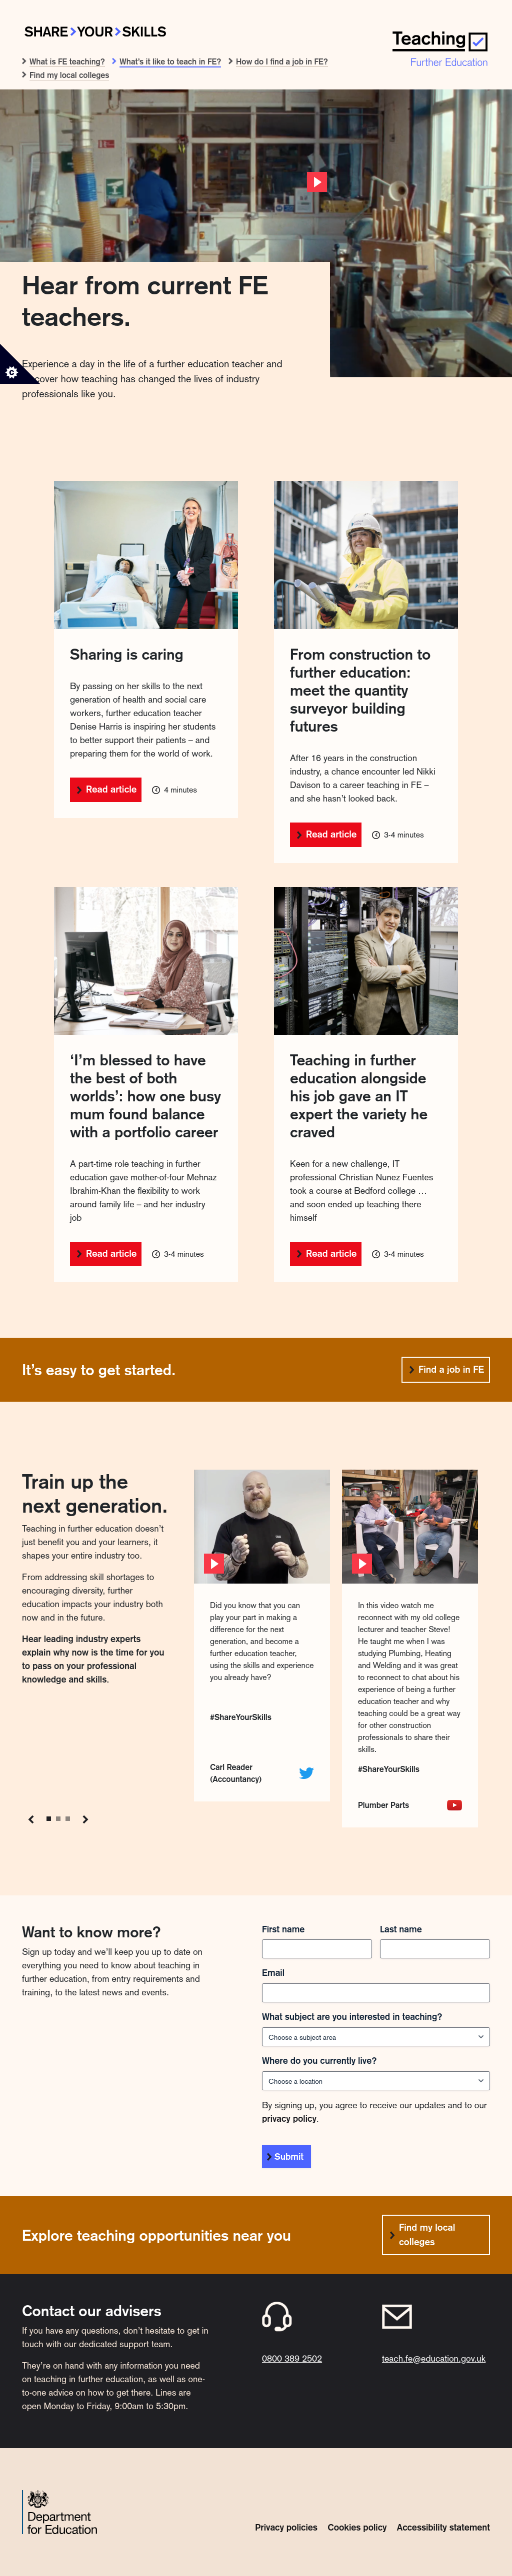 SHARE YOUR SKILLS
Teaching
Further Education
What is FE teaching?
What's it like to teach in FE?
How do I find a job in FE?
Find my local colleges
Hear from current FE
teachers.
Experience a day in the life of a further education teacher and
cover how teaching has changed the lives of industry
professionals like you.
Sharing is caring
By passing on her skills to the next
generation of health and social care
workers, further education teacher
Denise Harris is inspiring her students
to better support their patients – and
preparing them for the world of work.
Read article
4 minutes
From construction to
further education:
meet the quantity
surveyor building
futures
After 16 years in the construction
industry, a chance encounter led Nikki
Davison to a career teaching in FE –
and she hasn't looked back.
Read article
3-4 minutes
‘I’m blessed to have
the best of both
worlds’: how one busy
mum found balance
with a portfolio career
A part-time role teaching in further
education gave mother-of-four Mehnaz
Ibrahim-Khan the flexibility to work
around family life – and her industry
job
Read article
3-4 minutes
Teaching in further
education alongside
his job gave an IT
expert the variety he
craved
Keen for a new challenge, IT
professional Christian Nunez Fuentes
took a course at Bedford college …
and soon ended up teaching there
himself
Read article
3-4 minutes
It’s easy to get started.
Find a job in FE
Train up the
next generation.
Teaching in further education doesn’t
just benefit you and your learners, it
shapes your entire industry too.
From addressing skill shortages to
encouraging diversity, further
education impacts your industry both
now and in the future.
Hear leading industry experts
explain why now is the time for you
to pass on your professional
knowledge and skills.
Did you know that you can
play your part in making a
difference for the next
generation, and become a
further education teacher,
using the skills and experience
you already have?
#ShareYourSkills
Carl Reader
(Accountancy)
In this video watch me
reconnect with my old college
lecturer and teacher Steve!
He taught me when I was
studying Plumbing, Heating
and Welding and it was great
to reconnect to chat about his
experience of being a further
education teacher and why
teaching could be a great way
for other construction
professionals to share their
skills.
#ShareYourSkills
Plumber Parts
Want to know more?
Sign up today and we’ll keep you up to date on
everything you need to know about teaching in
further education, from entry requirements and
training, to the latest news and events.
First name
Last name
Email
What subject are you interested in teaching?
Choose a subject area
Where do you currently live?
Choose a location
By signing up, you agree to receive our updates and to our
privacy policy.
Submit
Explore teaching opportunities near you
Find my local
colleges
Contact our advisers
If you have any questions, don’t hesitate to get in
touch with our dedicated support team.
They’re on hand with any information you need
on teaching in further education, as well as one-
to-one advice on how to get there. Lines are
open Monday to Friday, 9:00am to 5:30pm.
0800 389 2502
teach.fe@education.gov.uk
Department
for Education
Privacy policies
Cookies policy
Accessibility statement